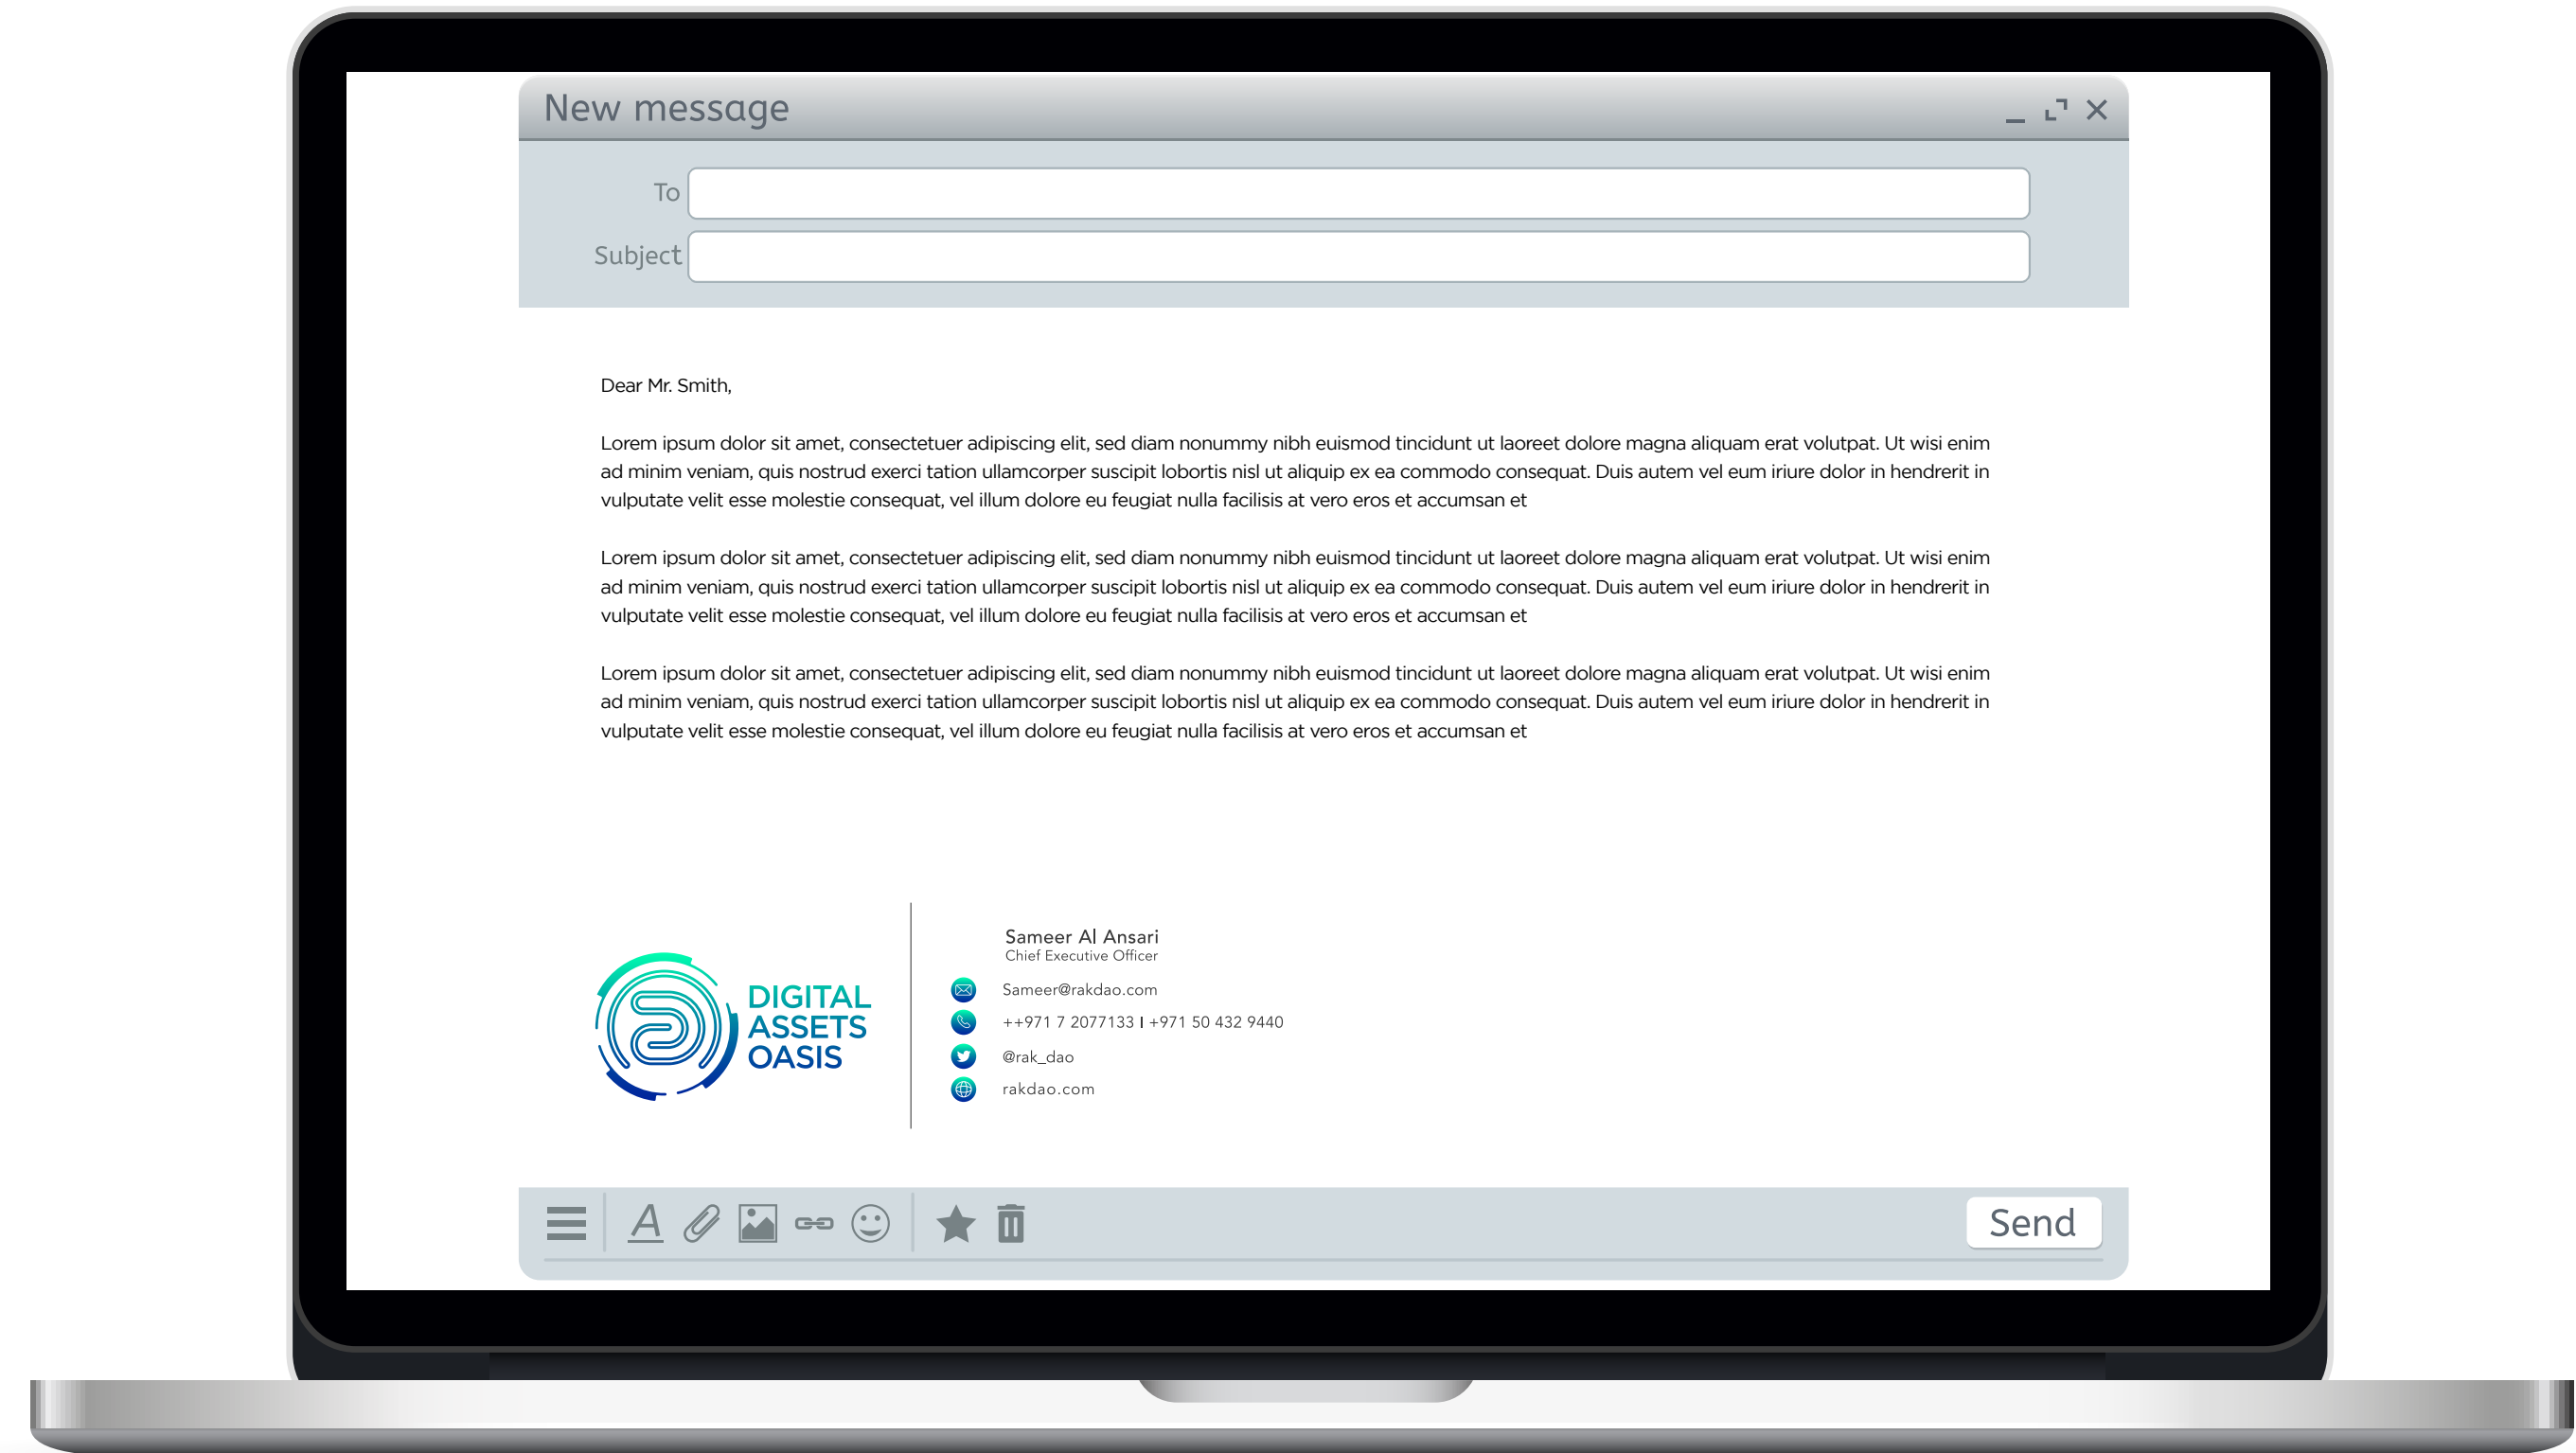 New message
To
Subject
Dear Mr. Smith,
Lorem ipsum dolor sit amet, consectetuer adipiscing elit, sed diam nonummy nibh euismod tincidunt ut laoreet dolore magna aliquam erat volutpat. Ut wisi enim
ad minim veniam, quis nostrud exerci tation ullamcorper suscipit lobortis nisl ut aliquip ex ea commodo consequat. Duis autem vel eum iriure dolor in hendrerit in
vulputate velit esse molestie consequat, vel illum dolore eu feugiat nulla facilisis at vero eros et accumsan et
Lorem ipsum dolor sit amet, consectetuer adipiscing elit, sed diam nonummy nibh euismod tincidunt ut laoreet dolore magna aliquam erat volutpat. Ut wisi enim
ad minim veniam, quis nostrud exerci tation ullamcorper suscipit lobortis nisl ut aliquip ex ea commodo consequat. Duis autem vel eum iriure dolor in hendrerit in
vulputate velit esse molestie consequat, vel illum dolore eu feugiat nulla facilisis at vero eros et accumsan et
Lorem ipsum dolor sit amet, consectetuer adipiscing elit, sed diam nonummy nibh euismod tincidunt ut laoreet dolore magna aliquam erat volutpat. Ut wisi enim
ad minim veniam, quis nostrud exerci tation ullamcorper suscipit lobortis nisl ut aliquip ex ea commodo consequat. Duis autem vel eum iriure dolor in hendrerit in
vulputate velit esse molestie consequat, vel illum dolore eu feugiat nulla facilisis at vero eros et accumsan et
DIGITAL
ASSETS
OASIS
Sameer Al Ansari
Chief Executive Officer
Sameer@rakdao.com
++971 7 2077133 I +971 50 432 9440
@rak_dao
rakdao.com
A
Send